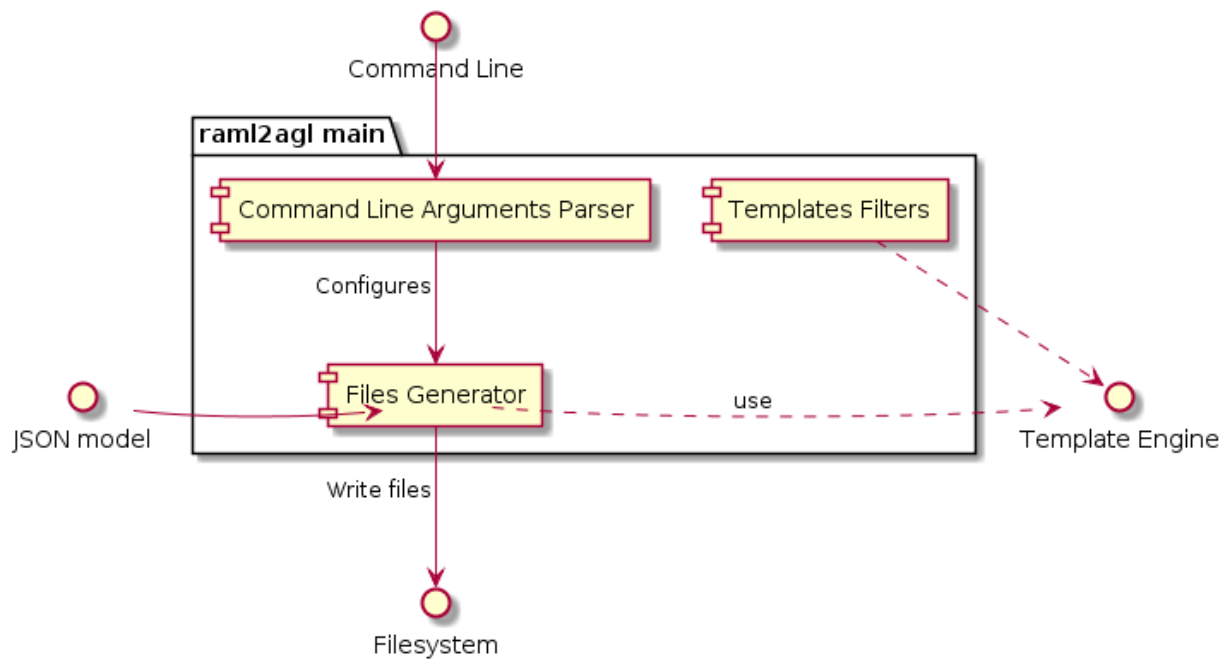 Command Line
raml2agl main
Command Line Arguments Parser
Templates Filters
Configures
Files Generator
use
JSON model
Template Engine
Write files
Filesystem